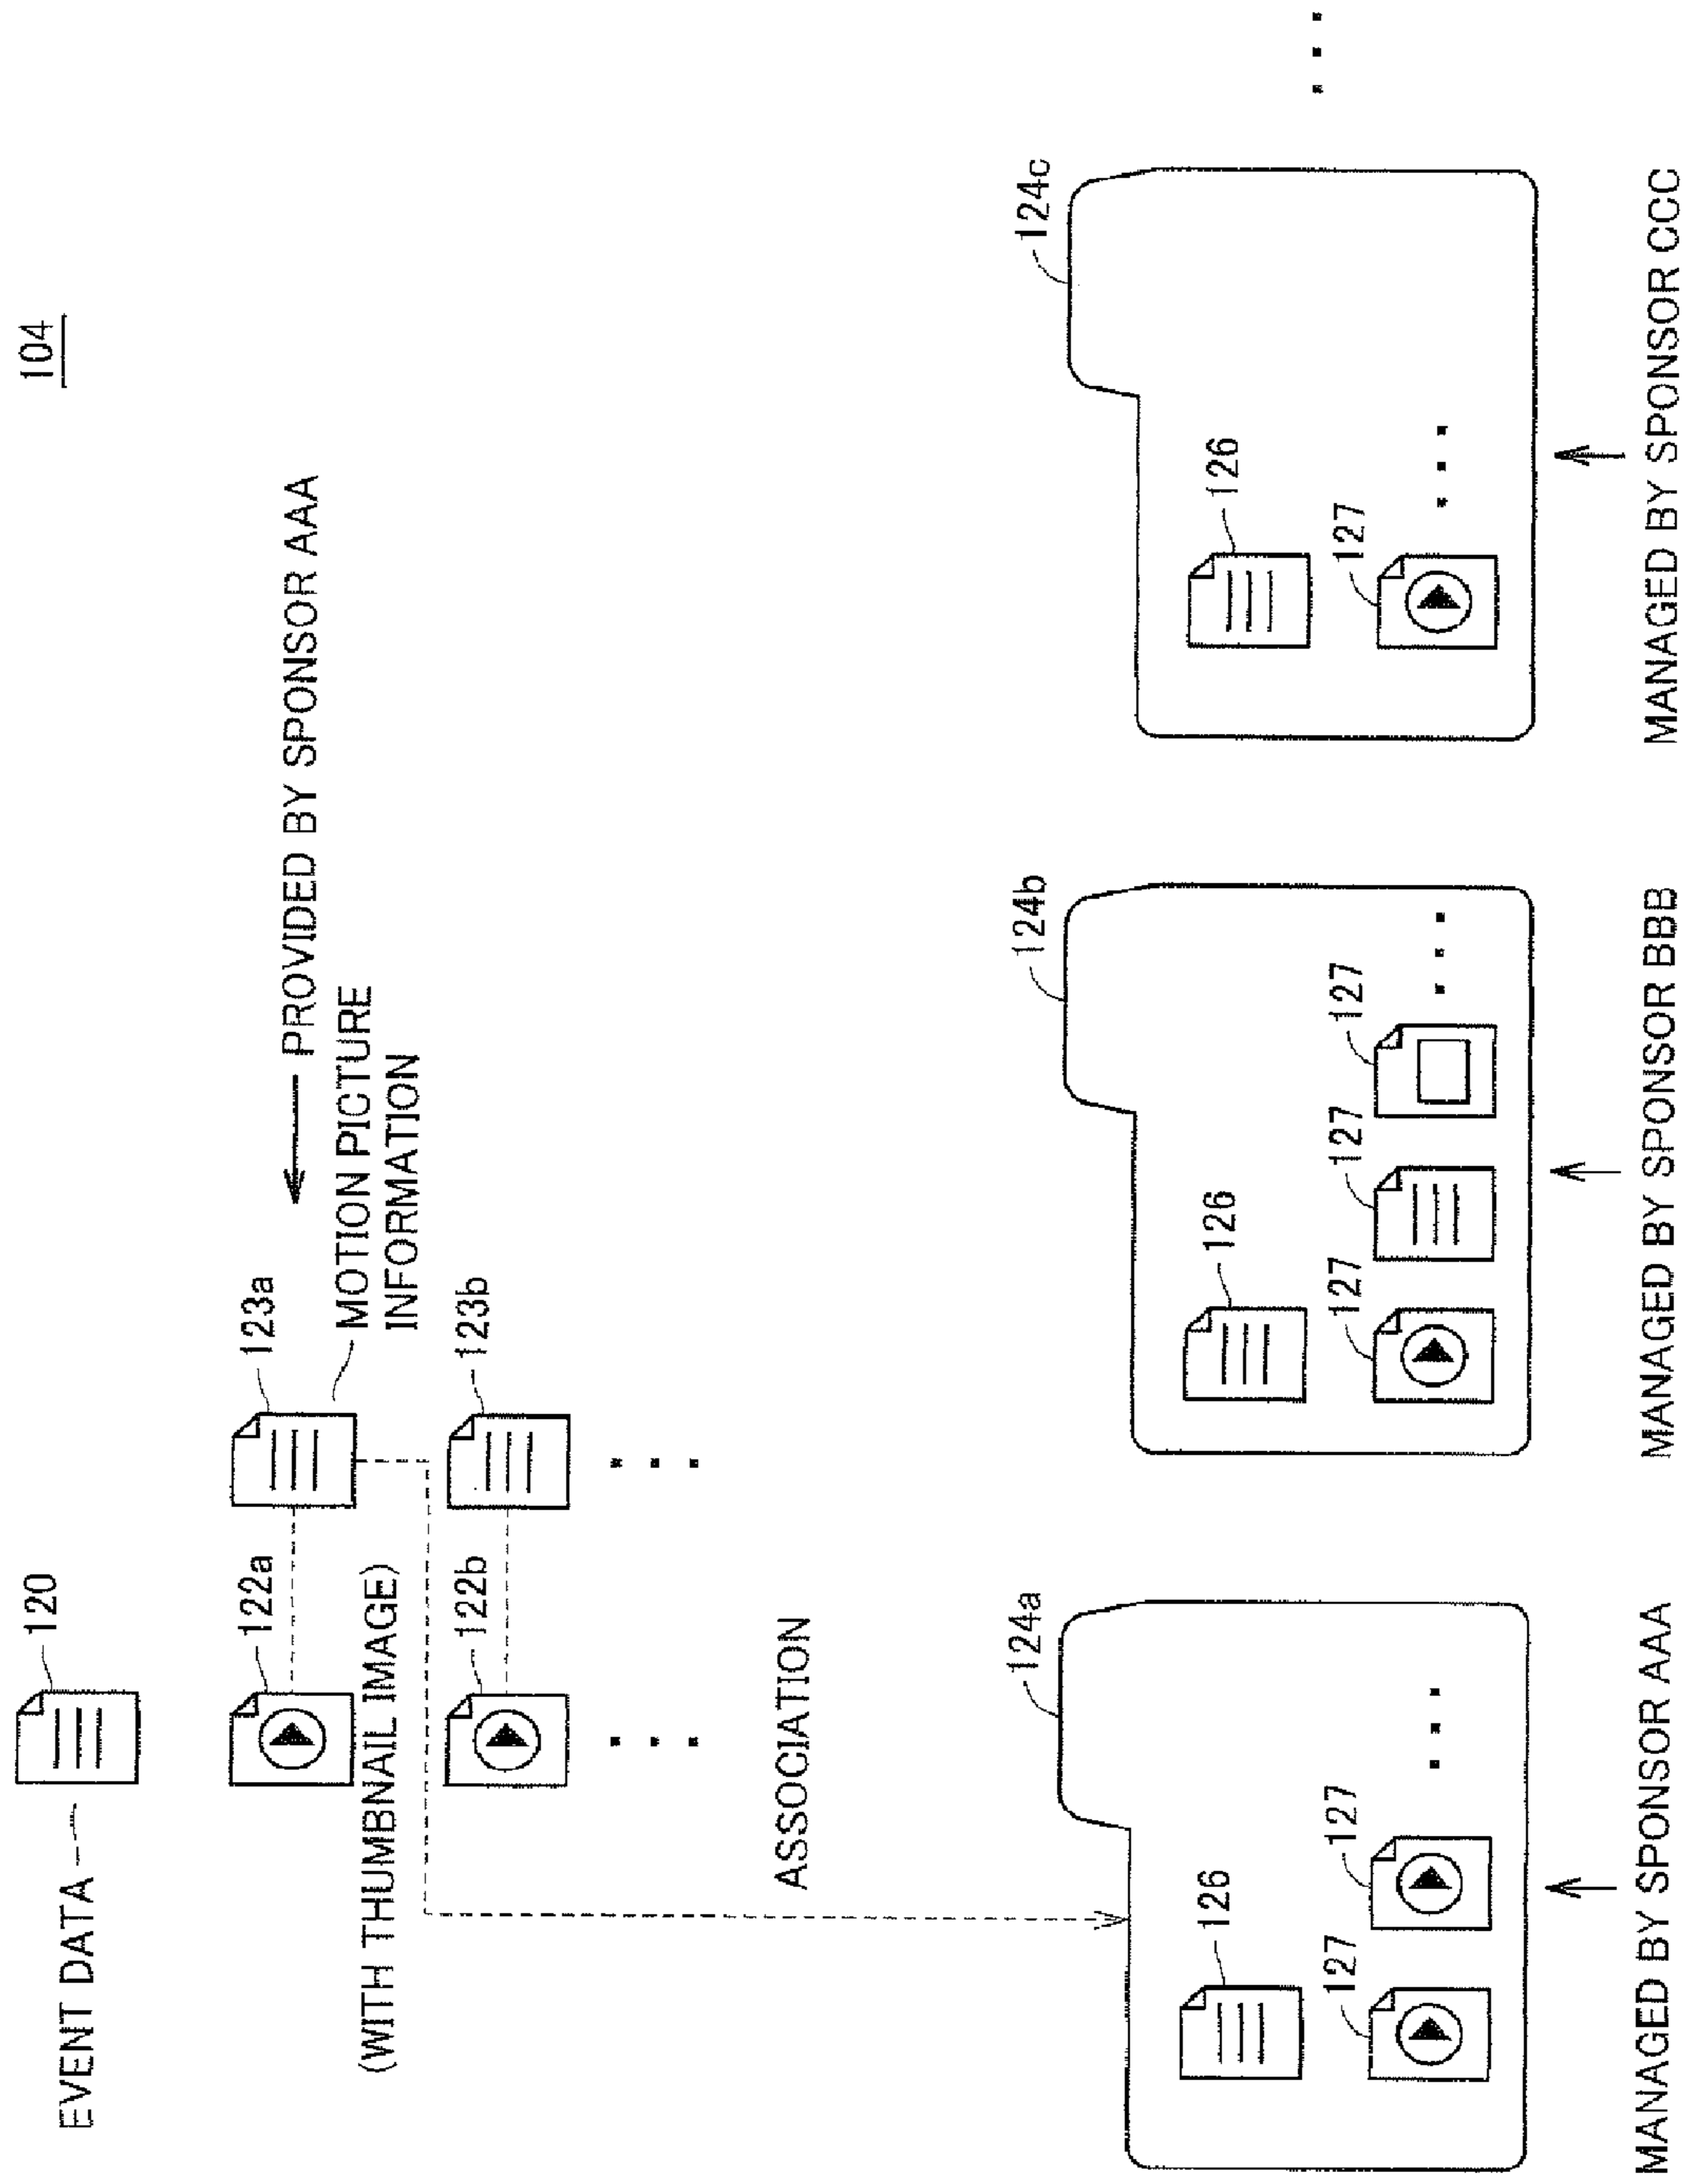 104
120
EVENT DATA
122a
123a
PROVIDED BY SPONSOR AAA
MOTION PICTURE
INFORMATION
(WITH THUMBNAIL IMAGE)
122b
123b
ASSOCIATION
124a
124b
124c
126
126
126
127
127
127
127
127
127
MANAGED BY SPONSOR AAA
MANAGED BY SPONSOR BBB
MANAGED BY SPONSOR CCC